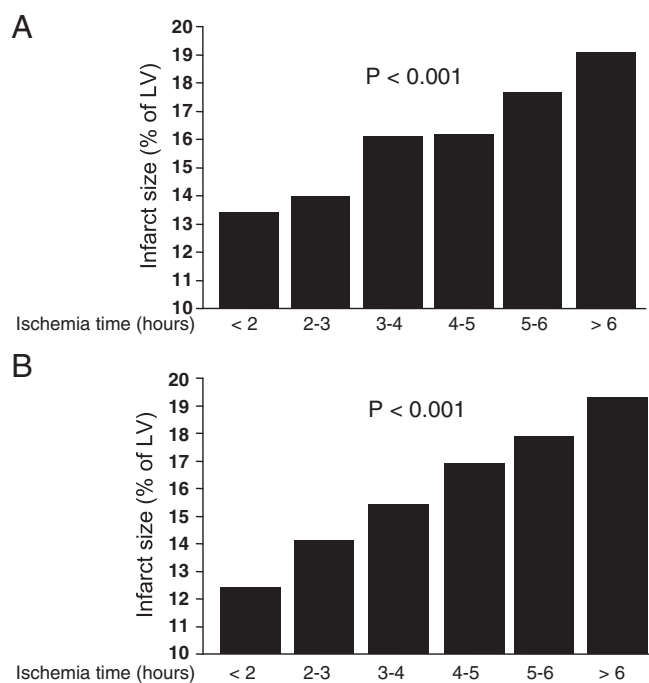 A
Infarct size (% of LV)
20
19
18
17
16
15
14
13
12
11
10
P < 0.001
Ischemia time (hours) < 2 2-3 3-4 4-5 5-6 > 6
B
Infarct size (% of LV)
20
19
18
17
16
15
14
13
12
11
10
P < 0.001
Ischemia time (hours) < 2 2-3 3-4 4-5 5-6 > 6